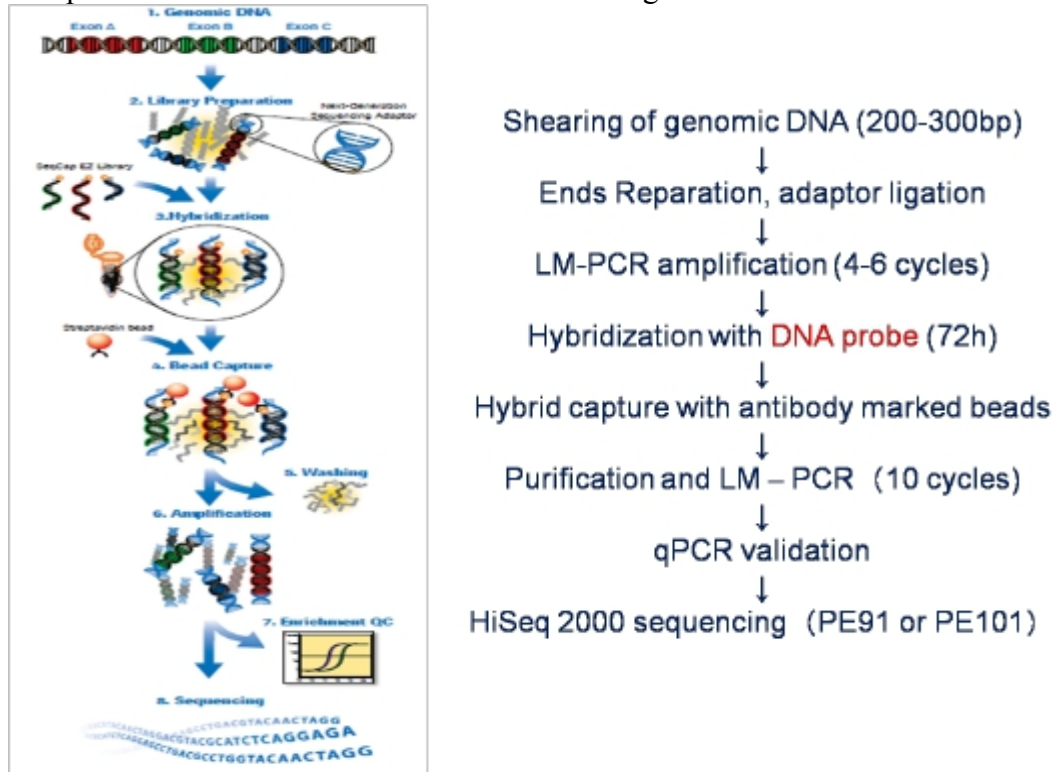 1. Genomic DNA
Exon A Exon B Exon C
2. Library Preparation
Next-Generation
Sequencing Adaptor
SeqCap EZ Library
3.Hybridization
Streptavidin bead
4. Bead Capture
5. Washing
6. Amplification
7. Enrichment QC
8. Sequencing
Shearing of genomic DNA (200-300bp)
↓
Ends Reparation, adaptor ligation
↓
LM-PCR amplification (4-6 cycles)
↓
Hybridization with DNA probe (72h)
↓
Hybrid capture with antibody marked beads
↓
Purification and LM – PCR (10 cycles)
↓
qPCR validation
↓
HiSeq 2000 sequencing (PE91 or PE101)